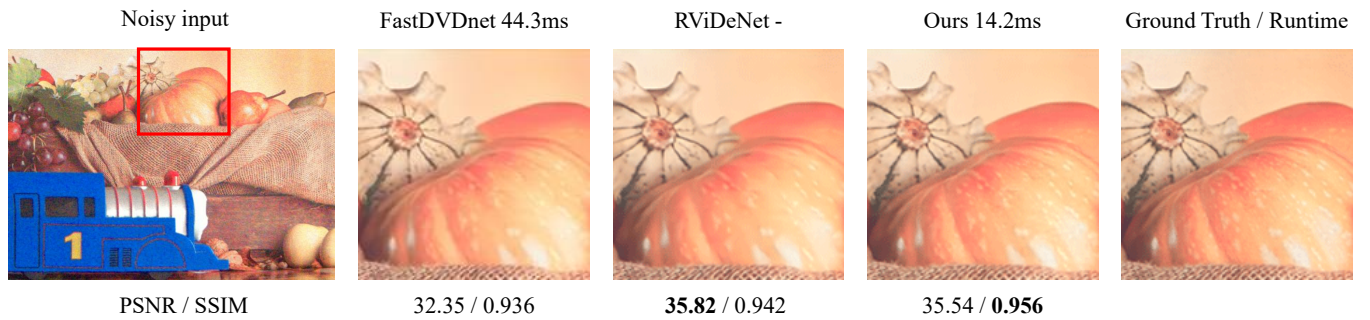 Noisy input
FastDVDnet 44.3ms
RViDeNet -
Ours 14.2ms
Ground Truth / Runtime
1
PSNR / SSIM
32.35 / 0.936
35.82 / 0.942
35.54 / 0.956